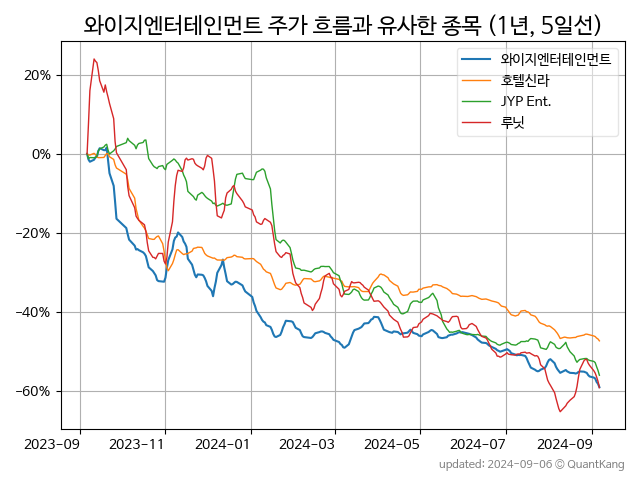 와이지엔터테인먼트 주가 흐름과 유사한 종목 (1년, 5일선)
와이지엔터테인먼트
호텔신라
JYP Ent.
루닛
20%
0%
−20%
−40%
−60%
2023-09 2023-11 2024-01 2024-03 2024-05 2024-07 2024-09
updated: 2024-09-06 © QuantKang